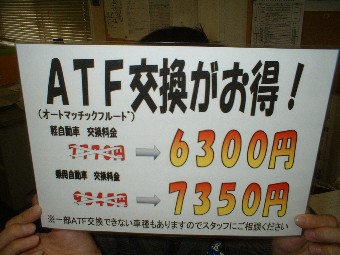 ATF交換がお得！
(オートマッチックフルード)
軽自動車 交換料金
6300円
乗用自動車 交換料金
7350円
※一部ATF交換できない車種もありますのでスタッフにご相談ください